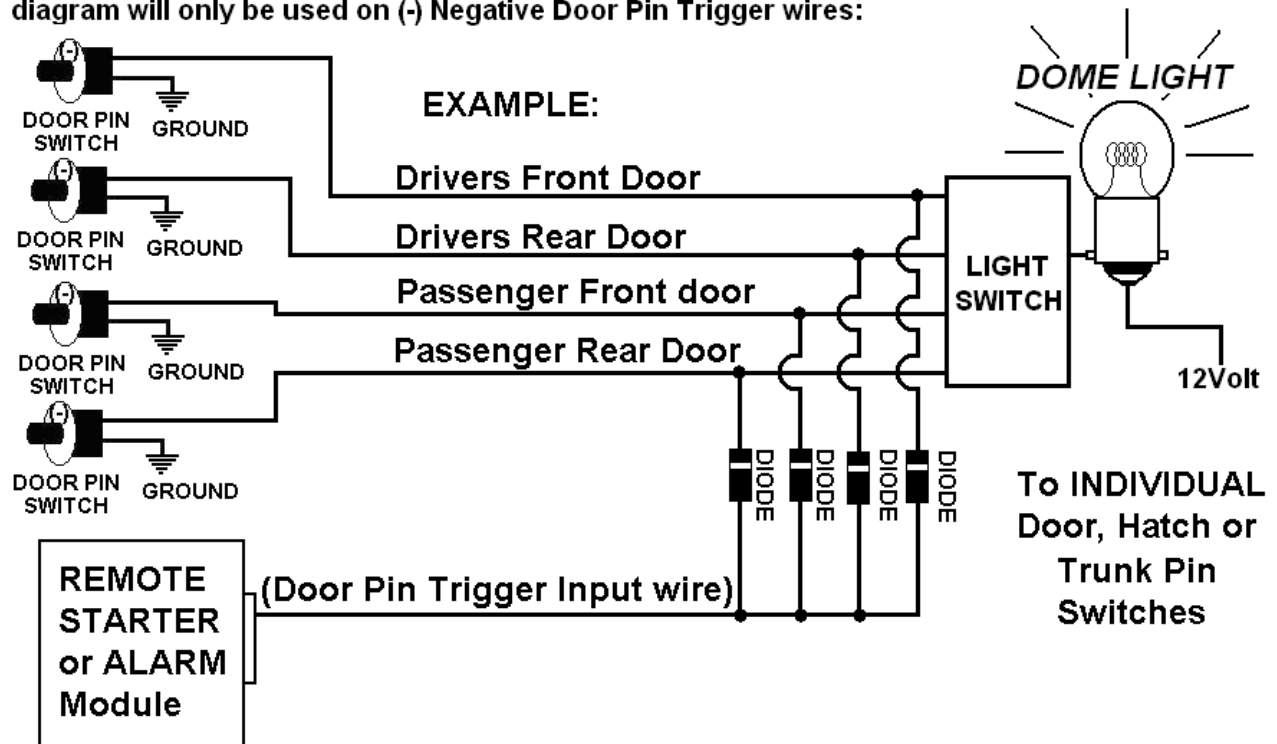 diagram will only be used on (-) Negative Door Pin Trigger wires:
(-)
DOOR PIN
SWITCH
GROUND
EXAMPLE:
DOME LIGHT
(-)
DOOR PIN
SWITCH
GROUND
Drivers Front Door
Drivers Rear Door
(-)
DOOR PIN
SWITCH
GROUND
Passenger Front door
Passenger Rear Door
LIGHT
SWITCH
12Volt
(-)
DOOR PIN
SWITCH
GROUND
DIODE
DIODE
DIODE
DIODE
To INDIVIDUAL
Door, Hatch or
Trunk Pin
Switches
REMOTE
STARTER
or ALARM
Module
(Door Pin Trigger Input wire)